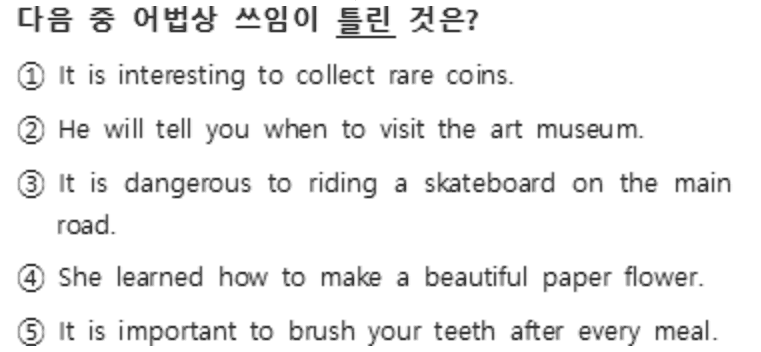 다음 중 어법상 쓰임이 틀린 것은?
① It is interesting to collect rare coins.
② He will tell you when to visit the art museum.
③ It is dangerous to riding a skateboard on the main
road.
④ She learned how to make a beautiful paper flower.
⑤ It is important to brush your teeth after every meal.